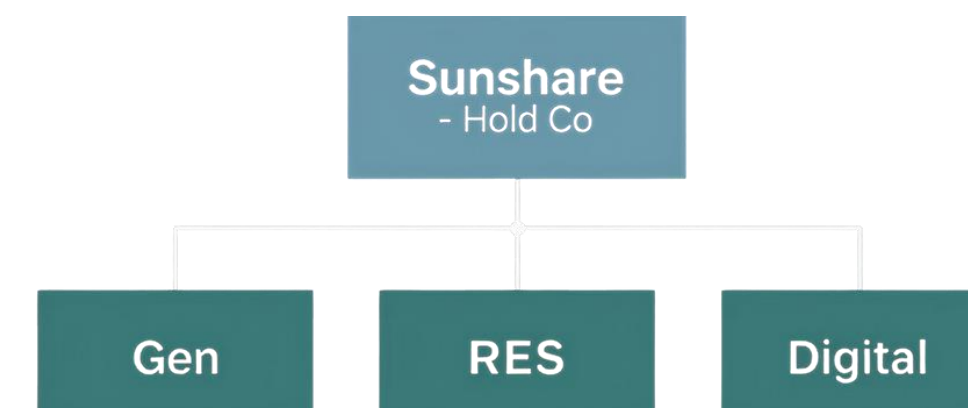 Sunshare
- Hold Co
Gen
RES
Digital